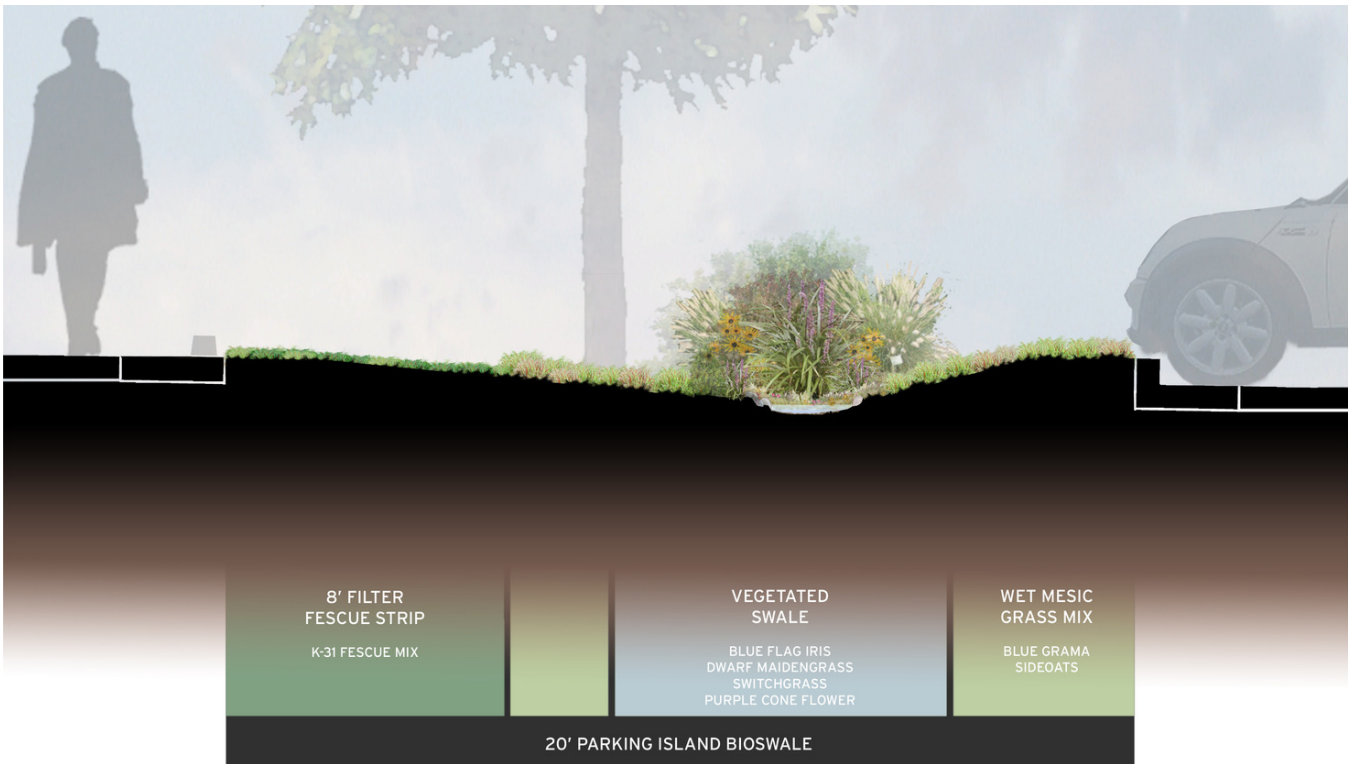 8' FILTER
FESCUE STRIP
K-31 FESCUE MIX
VEGETATED
SWALE
BLUE FLAG IRIS
DWARF MAIDENGRASS
SWITCHGRASS
PURPLE CONE FLOWER
WET MESIC
GRASS MIX
BLUE GRAMA
SIDEOATS
20' PARKING ISLAND BIOSWALE